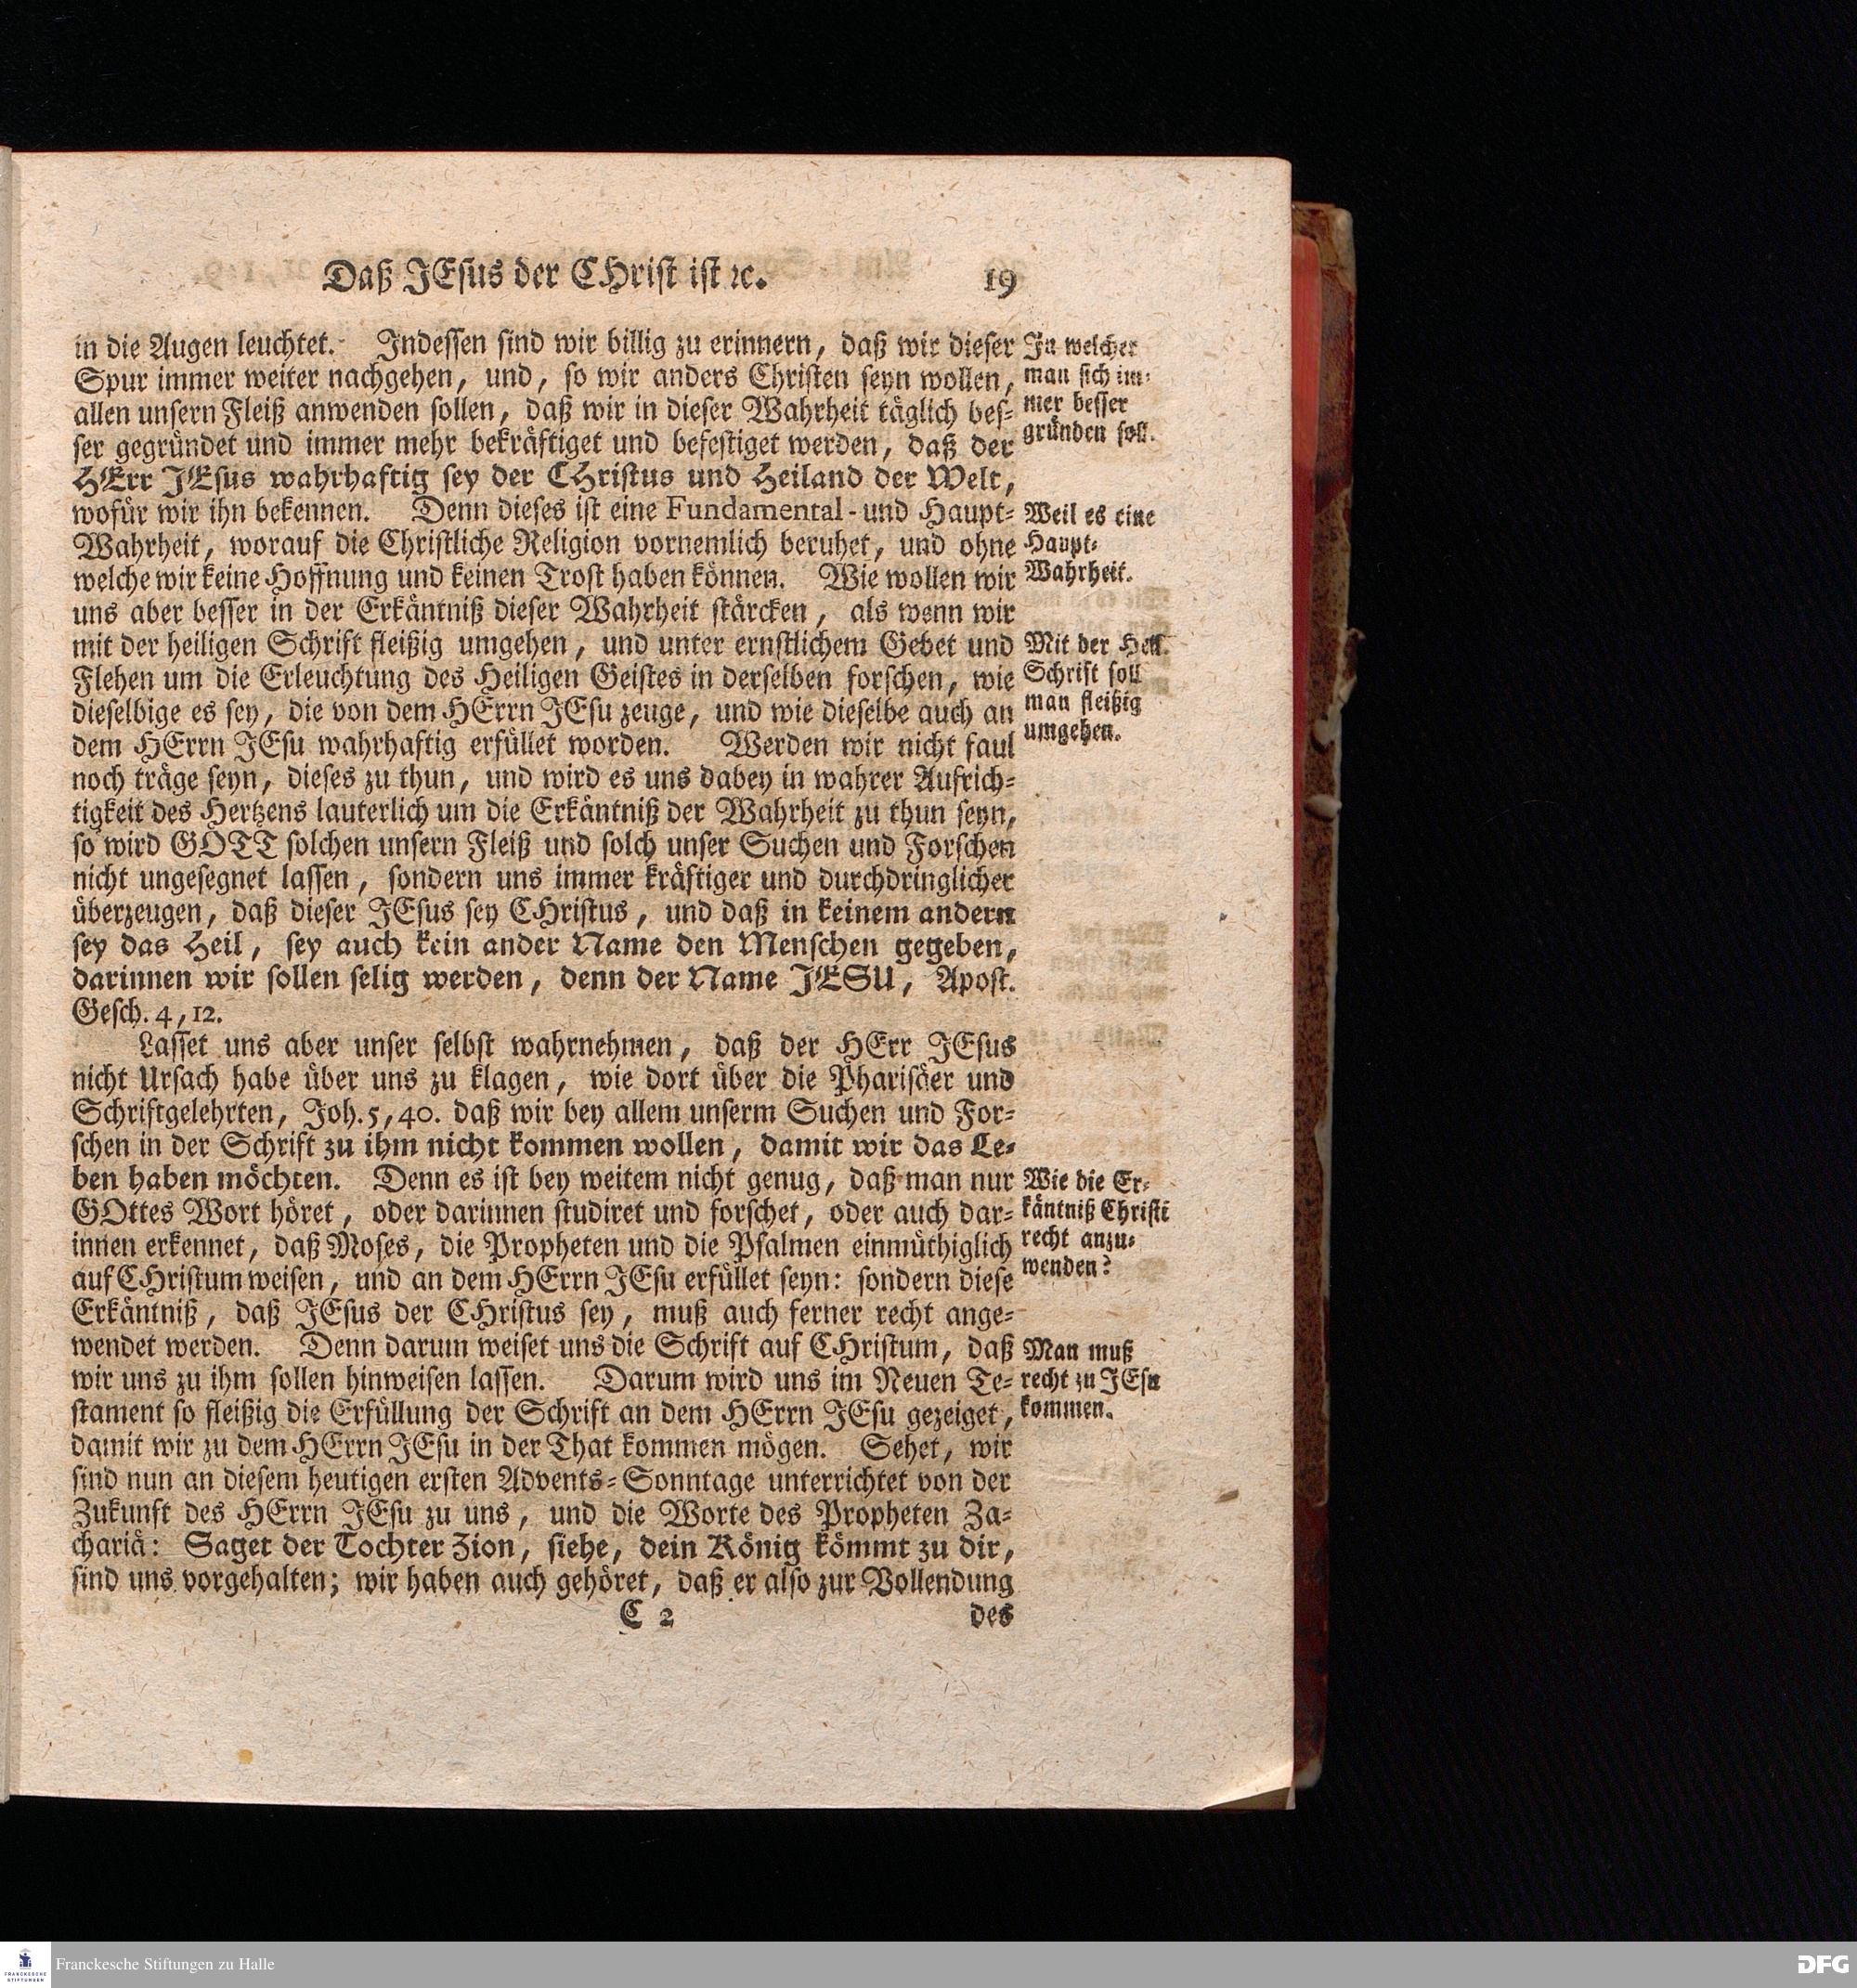 Daß JEsus der CHrist ist ꝛc. 19
in die Augen leuchtet. Indessen sind wir billig zu erinnern, daß wir dieser
Spur immer weiter nachgehen, und, so wir anders Christen seyn wollen,
allen unsern Fleiß anwenden sollen, daß wir in dieser Wahrheit täglich bes-
ser gegründet und immer mehr bekräftiget und befestiget werden, daß der
HErr JEsus wahrhaftig sey der CHristus und Heiland der Welt,
wofür wir ihn bekennen. Denn dieses ist eine Fundamental- und Haupt-
Wahrheit, worauf die Christliche Religion vornemlich beruhet, und ohne
welche wir keine Hoffnung und keinen Trost haben können. Wie wollen wir
uns aber besser in der Erkäntniß dieser Wahrheit stärcken, als wenn wir
mit der heiligen Schrift fleißig umgehen, und unter ernstlichem Gebet und
Flehen um die Erleuchtung des Heiligen Geistes in derselben forschen, wie
dieselbige es sey, die von dem HErrn JEsu zeuge, und wie dieselbe auch an
dem HErrn JEsu wahrhaftig erfüllet worden. Werden wir nicht faul
noch träge seyn, dieses zu thun, und wird es uns dabey in wahrer Aufrich-
tigkeit des Hertzens lauterlich um die Erkäntniß der Wahrheit zu thun seyn,
so wird GOTT solchen unsern Fleiß und solch unser Suchen und Forschen
nicht ungesegnet lassen, sondern uns immer kräftiger und durchdringlicher
überzeugen, daß dieser JEsus sey CHristus, und daß in keinem andern
sey das Heil, sey auch kein ander Name den Menschen gegeben,
darinnen wir sollen selig werden, denn der Name JESU, Apost.
Gesch. 4, 12.
Lasset uns aber unser selbst wahrnehmen, daß der HErr JEsus
nicht Ursach habe über uns zu klagen, wie dort über die Pharisäer und
Schriftgelehrten, Joh. 5, 40. daß wir bey allem unserm Suchen und For-
schen in der Schrift zu ihm nicht kommen wollen, damit wir das Le-
ben haben möchten. Denn es ist bey weitem nicht genug, daß man nur
GOttes Wort höret, oder darinnen studiret und forschet, oder auch dar-
innen erkennet, daß Moses, die Propheten und die Psalmen einmüthiglich
auf CHristum weisen, und an dem HErrn JEsu erfüllet seyn: sondern diese
Erkäntniß, daß JEsus der CHristus sey, muß auch ferner recht ange-
wendet werden. Denn darum weiset uns die Schrift auf CHristum, daß
wir uns zu ihm sollen hinweisen lassen. Darum wird uns im Neuen Te-
stament so fleißig die Erfüllung der Schrift an dem HErrn JEsu gezeiget,
damit wir zu dem HErrn JEsu in der That kommen mögen. Sehet, wir
sind nun an diesem heutigen ersten Advents-Sonntage unterrichtet von der
Zukunft des HErrn JEsu zu uns, und die Worte des Propheten Za-
chariä: Saget der Tochter Zion, siehe, dein König kömmt zu dir,
sind uns vorgehalten; wir haben auch gehöret, daß er also zur Vollendung
C 2 des
In welcher
man sich im-
mer besser
gründen soll.
Weil es eine
Haupt-
Wahrheit.
Mit der Heil.
Schrift soll
man fleißig
umgehen.
Wie die Er-
käntniß Christi
recht anzu-
wenden?
Man muß
recht zu JEsu
kommen.
FRANCKESCHE
STIFTUNGEN
Franckesche Stiftungen zu Halle
DFG